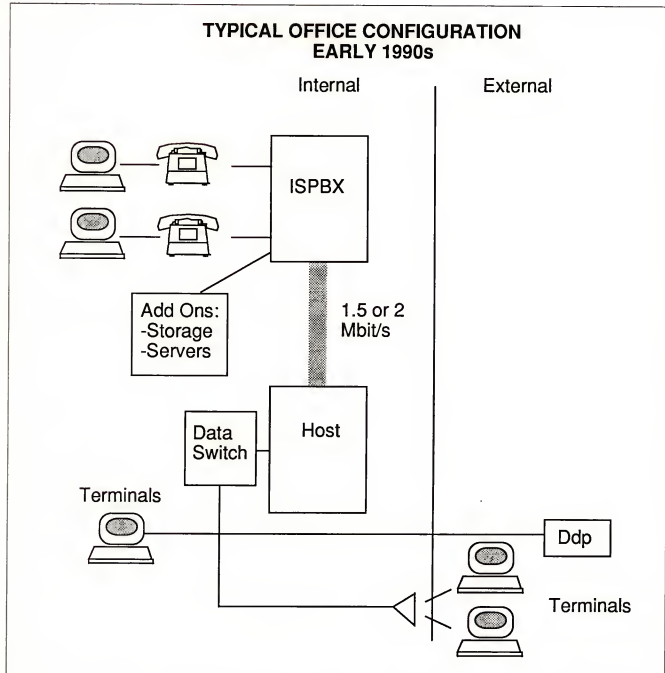 TYPICAL OFFICE CONFIGURATION
EARLY 1990s
Internal
External
ISPBX
Add Ons:
-Storage
-Servers
1.5 or 2
Mbit/s
Host
Data
Switch
Terminals
Ddp
Terminals